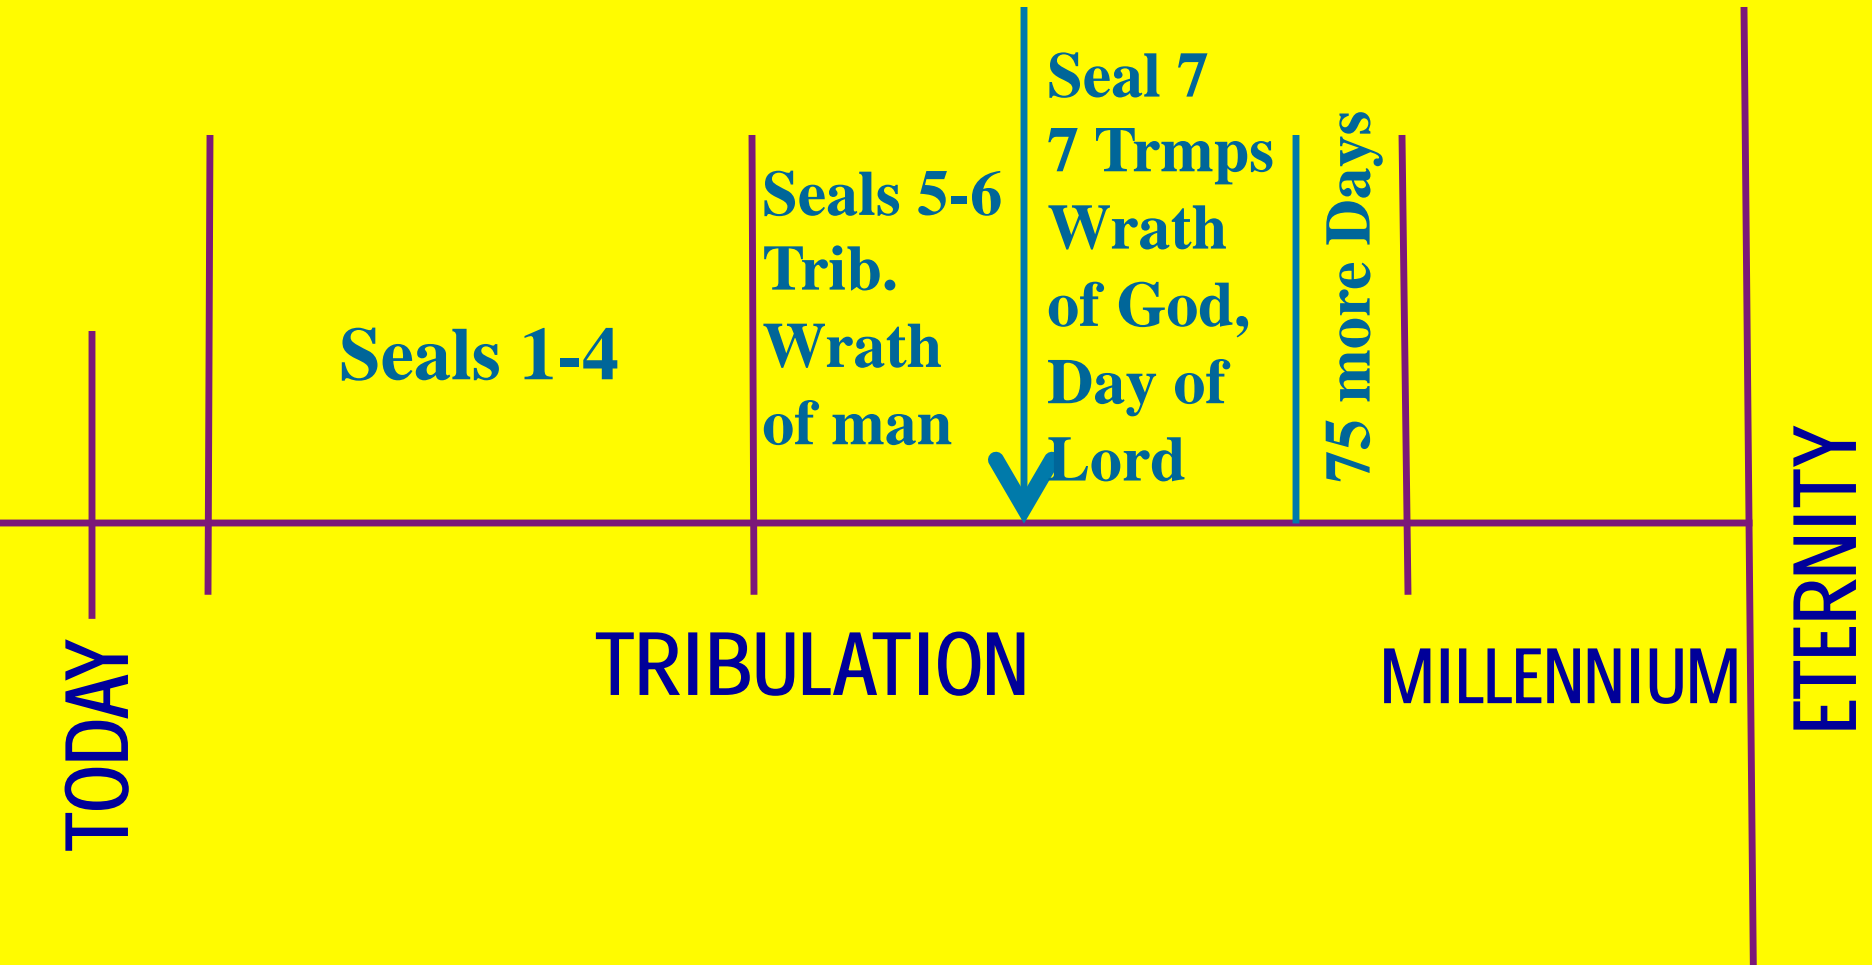 Seals 1-4
Seals 5-6
Trib.
Wrath
of man
Seal 7
7 Trmps
Wrath
of God,
Day of
Lord
75 more Days
TODAY
TRIBULATION
MILLENNIUM
ETERNITY